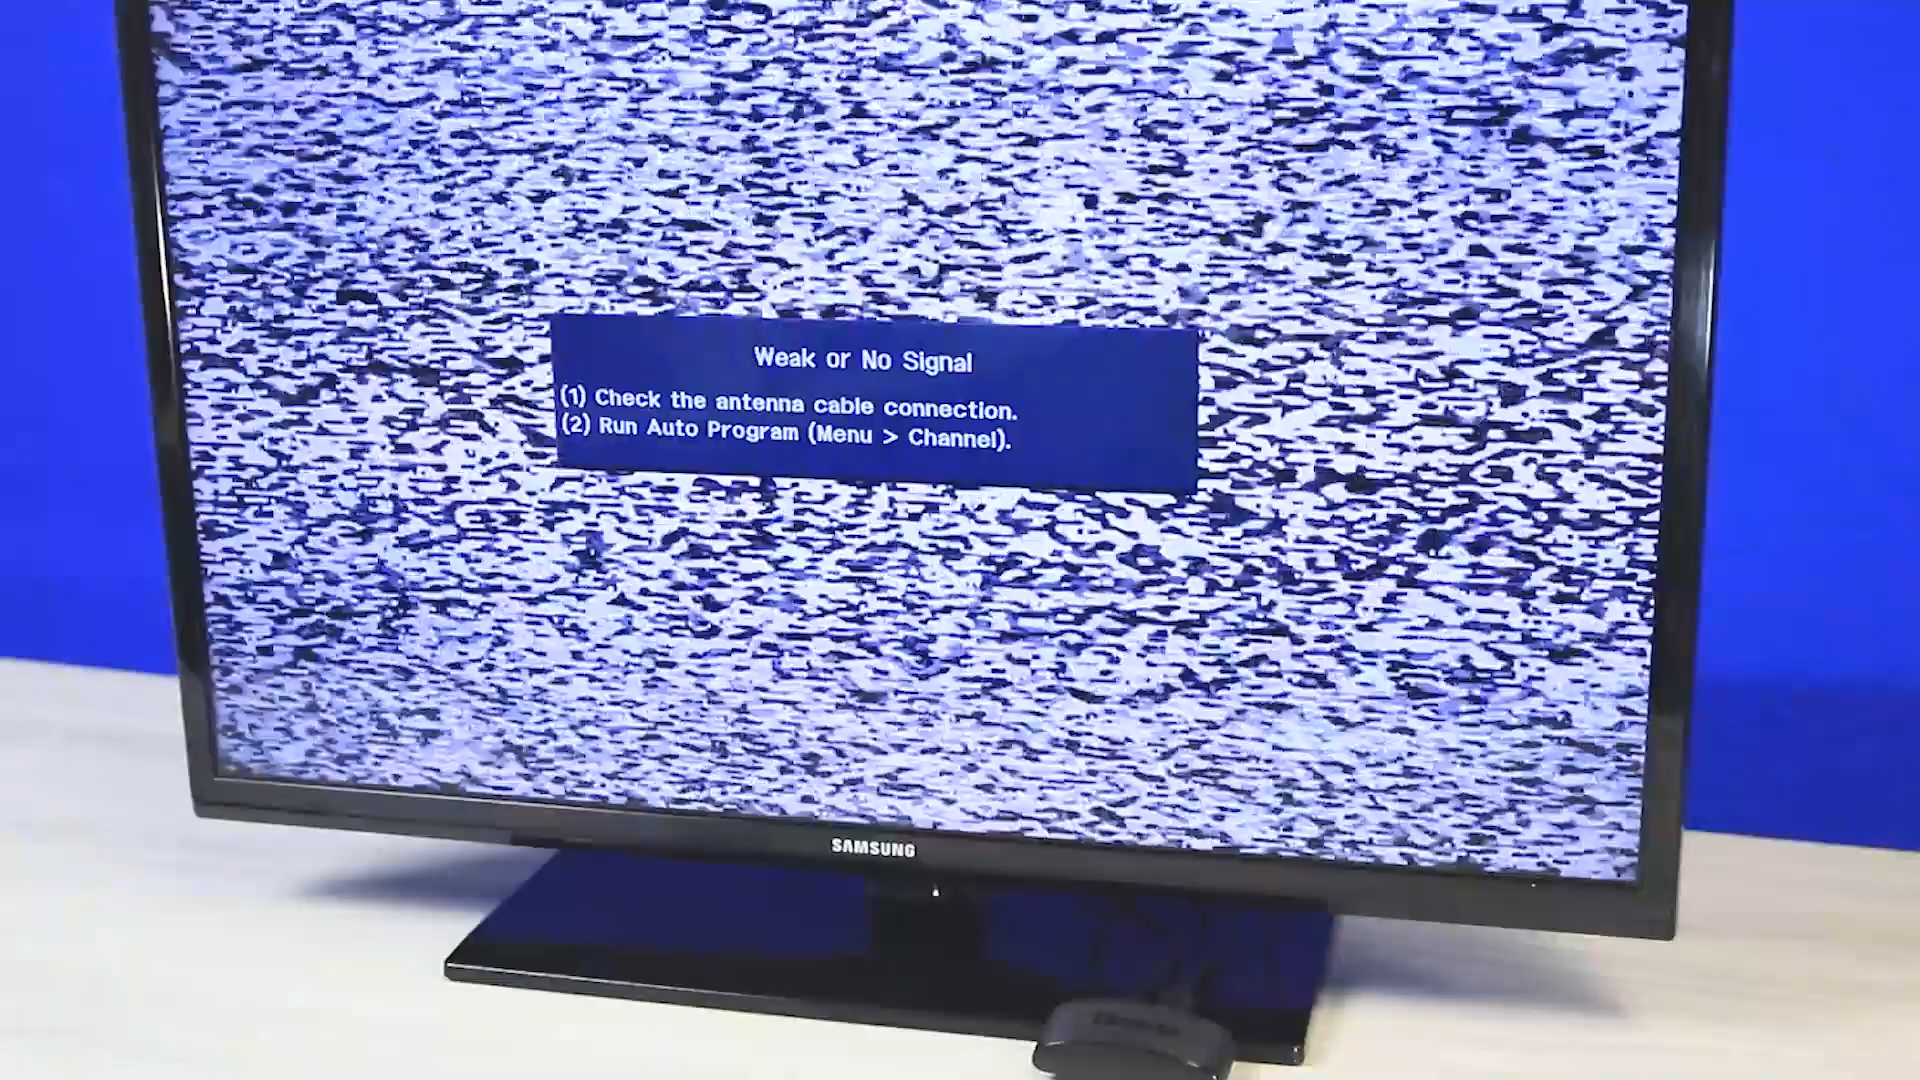 Weak or No Signal
(1) Check the antenna cable connection.
(2) Run Auto Program (Menu > Channel).
SAMSUNG